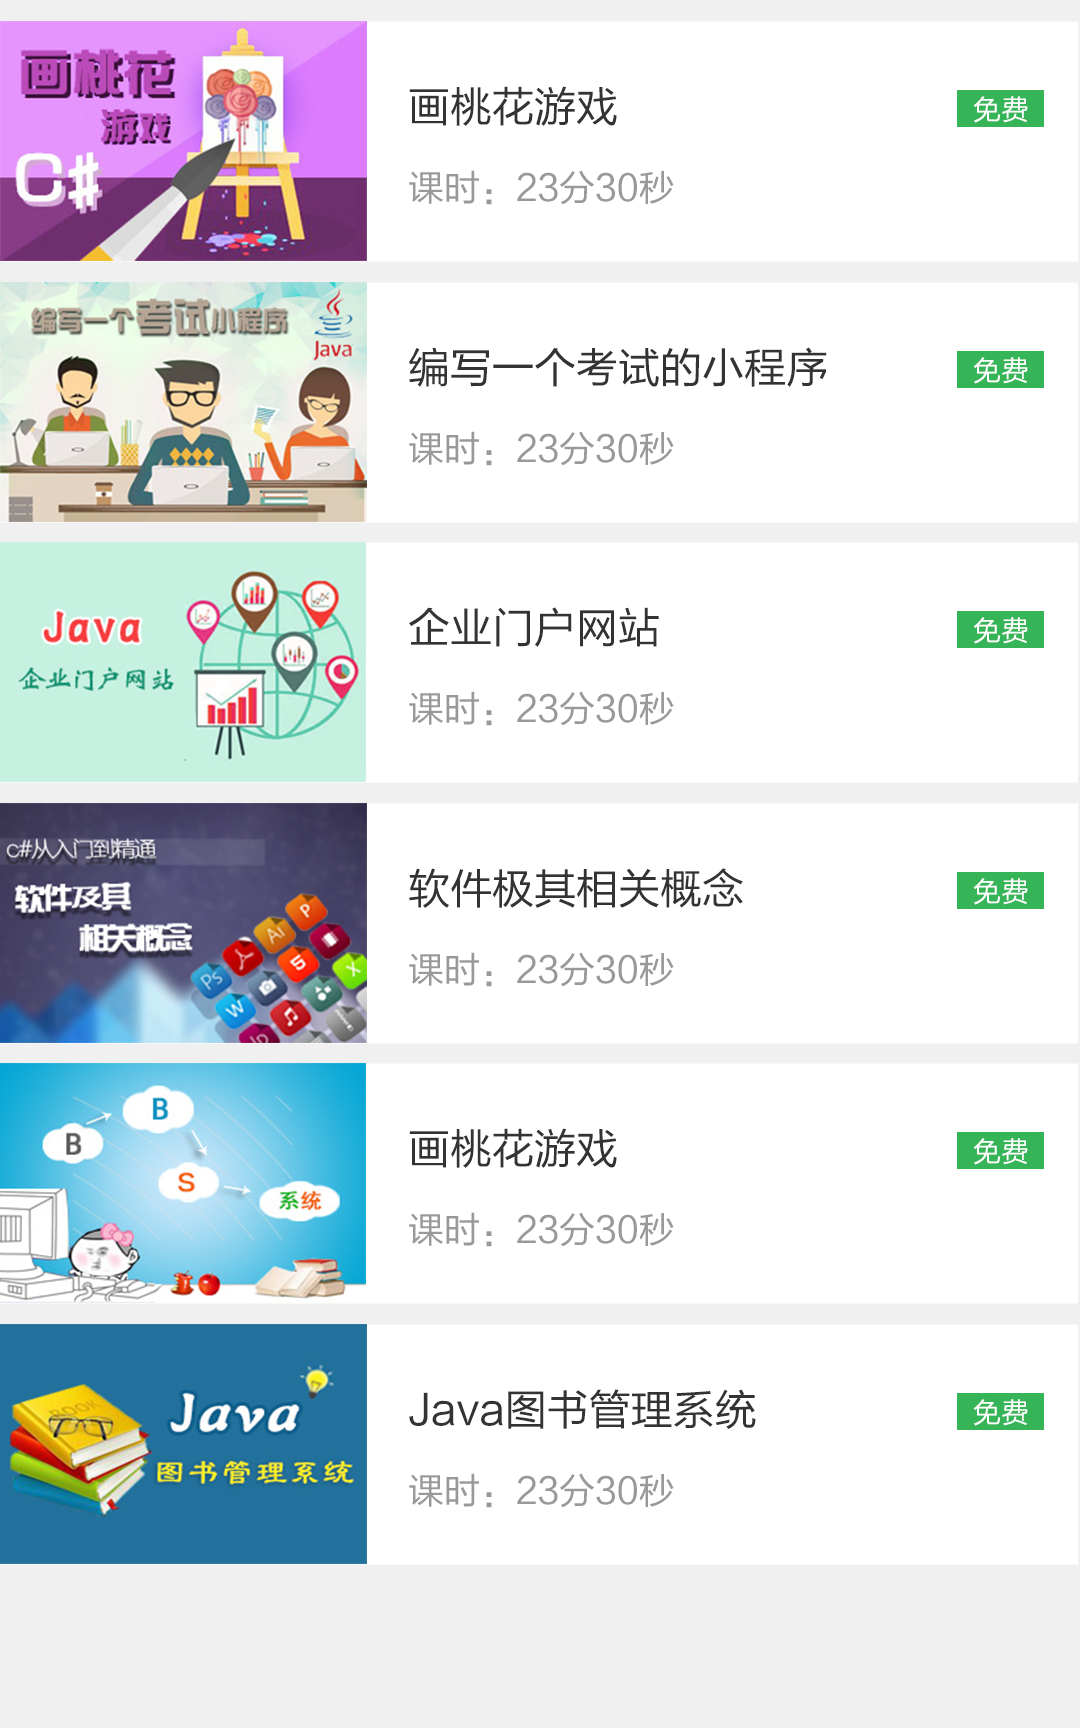 画桃花
游戏
C#
画桃花游戏
免费
课时：23分30秒
编写一个考试小程序
Java
编写一个考试的小程序
免费
课时：23分30秒
Java
企业门户网站
企业门户网站
免费
课时：23分30秒
c#从入门到精通
软件及其
相关概念
P
Ai
5
X
Ps
W
软件极其相关概念
免费
课时：23分30秒
B
B
S
系统
画桃花游戏
免费
课时：23分30秒
BOOK
Java
图书管理系统
Java图书管理系统
免费
课时：23分30秒